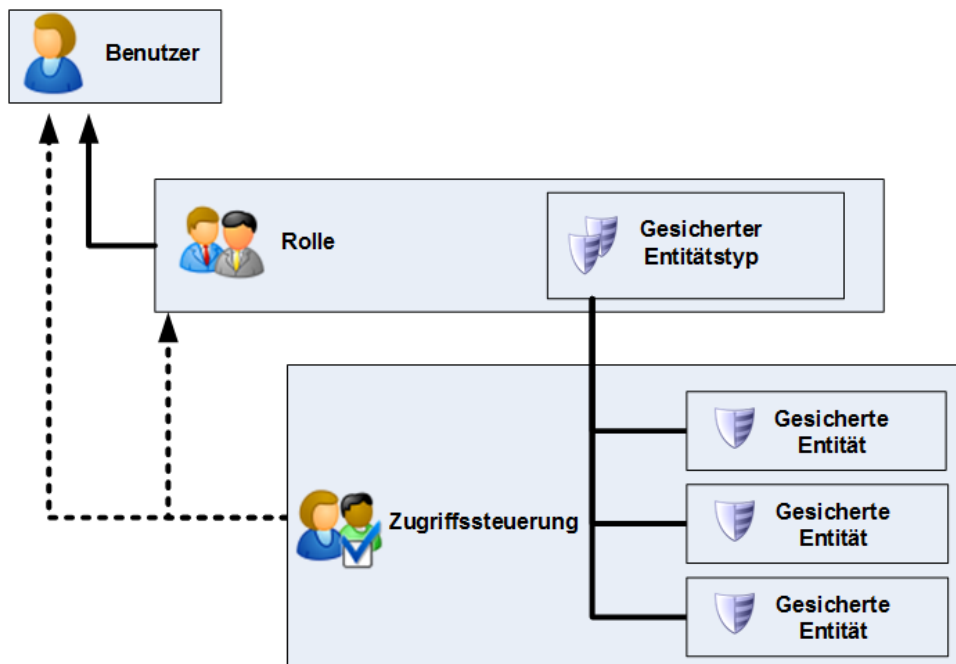 Benutzer
Rolle
Gesicherter
Entitätstyp
Gesicherte
Entität
Zugriffssteuerung
Gesicherte
Entität
Gesicherte
Entität